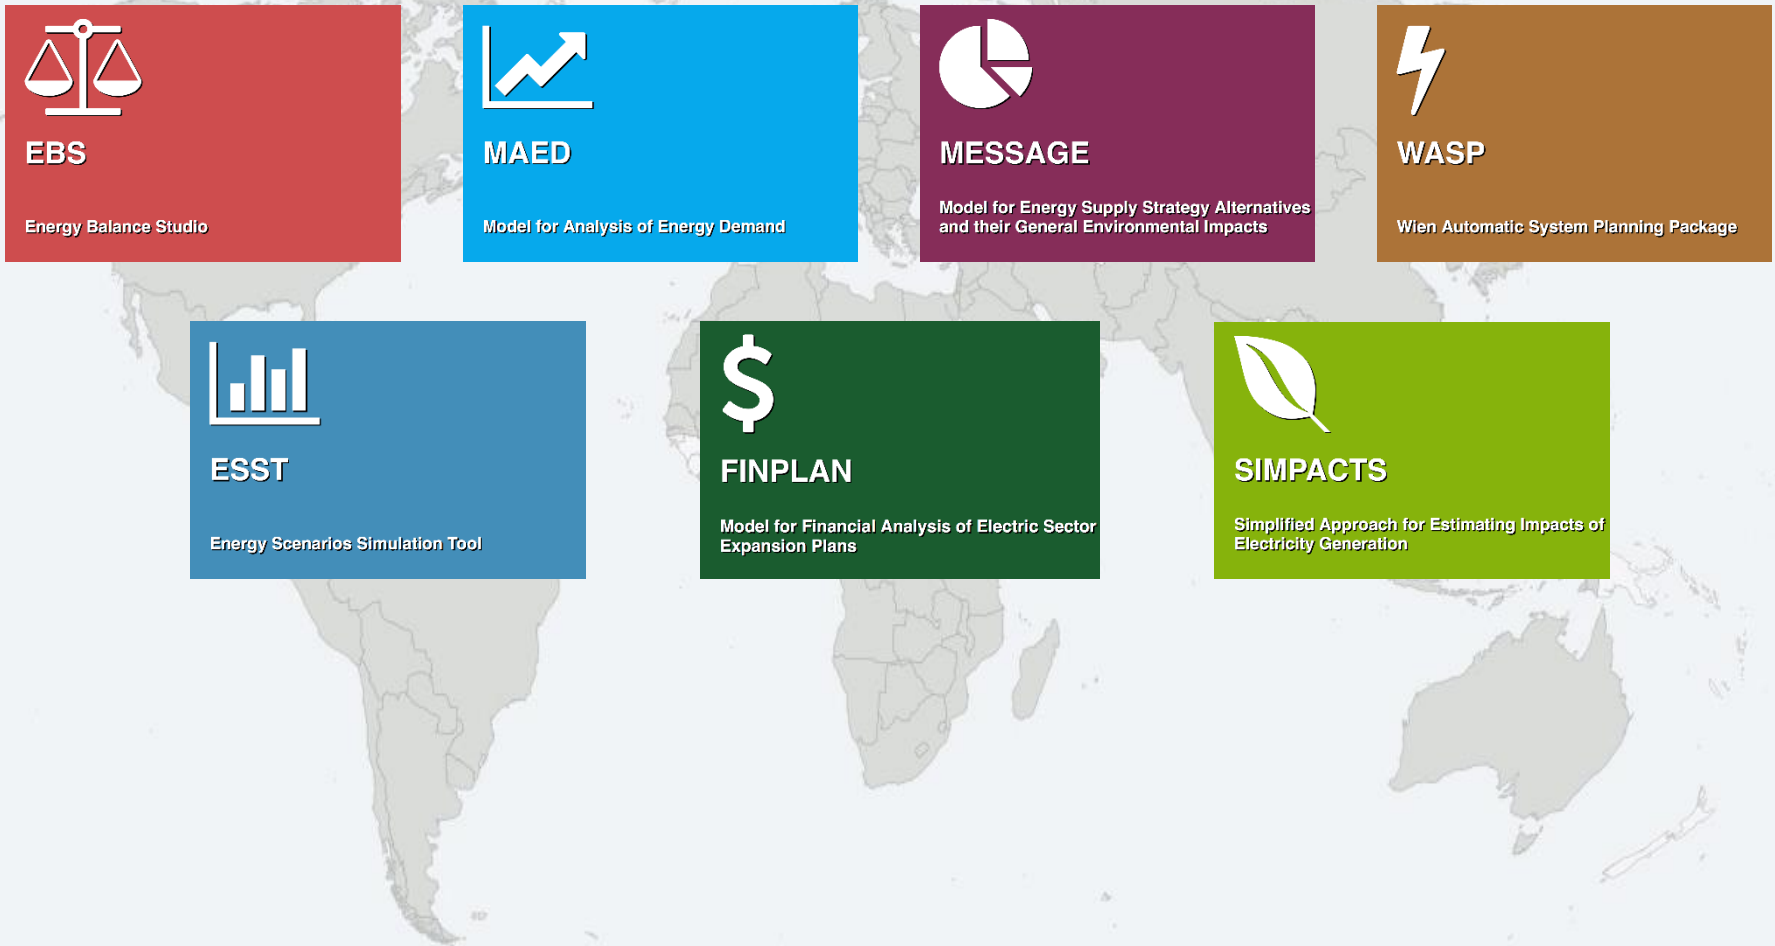 EBS
Energy Balance Studio
MAED
Model for Analysis of Energy Demand
MESSAGE
Model for Energy Supply Strategy Alternatives
and their General Environmental Impacts
WASP
Wien Automatic System Planning Package
ESST
Energy Scenarios Simulation Tool
FINPLAN
Model for Financial Analysis of Electric Sector
Expansion Plans
SIMPACTS
Simplified Approach for Estimating Impacts of
Electricity Generation